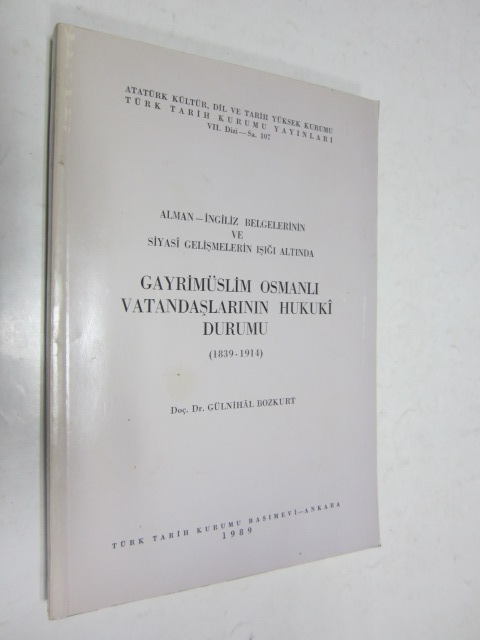 ATATÜRK KÜLTÜR, DİL VE TARİH YÜKSEK KURUMU
TÜRK TARİH KURUMU YAYINLARI
VII. Dizi — Sa. 107
ALMAN — İNGİLİZ BELGELERİNİN
VE
SİYASÎ GELİŞMELERİN IŞIĞI ALTINDA
GAYRİMÜSLİM OSMANLI
VATANDAŞLARININ HUKUKÎ
DURUMU
(1839-1914)
Doç. Dr. GÜLNİHÂL BOZKURT
TÜRK TARİH KURUMU BASIMEVİ — ANKARA
1989